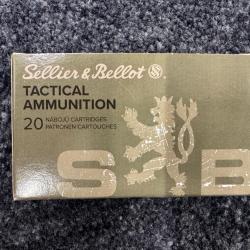 Sellier & Bellot S
TACTICAL
AMMUNITION
20 NÁBOJŮ CARTRIDGES
PATRONEN CARTOUCHES
S B